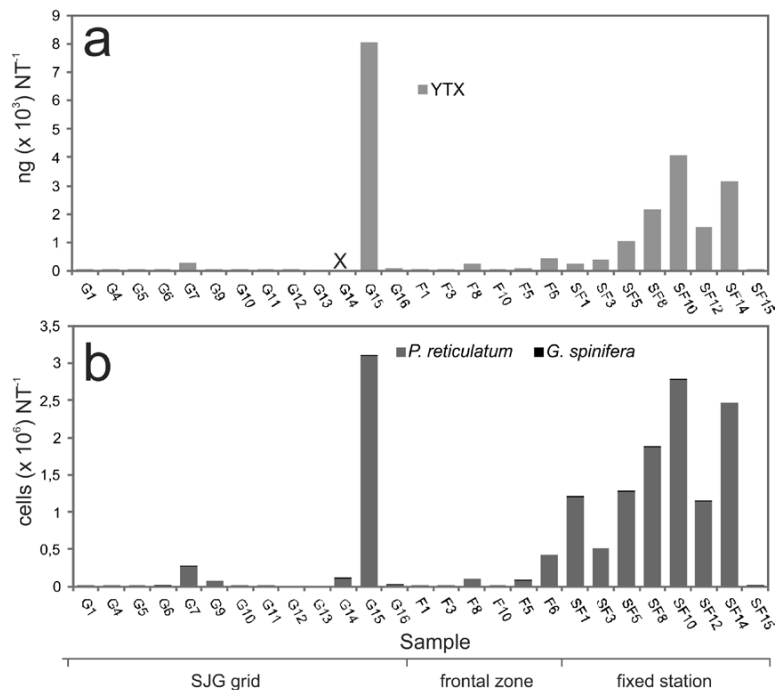 a
9
8
7
6
5
4
3
2
1
0
ng (x 10³) NT⁻¹
YTX
X
G1 G4 G5 G6 G7 G9 G10 G11 G12 G13 G14 G15 G16 F1 F3 F8 F10 F5 F5 SF1 SF3 SF5 SF8 SF10 SF12 SF14 SF15
b
3,5
3
2,5
2
1,5
1
0,5
0
cells (x 10⁶) NT⁻¹
P. reticulatum G. spinifera
G1 G4 G5 G6 G7 G9 G10 G11 G12 G13 G14 G15 G16 F1 F3 F8 F10 F5 F6 SF1 SF3 SF5 SF8 SF10 SF12 SF14 SF15
Sample
SJG grid frontal zone fixed station